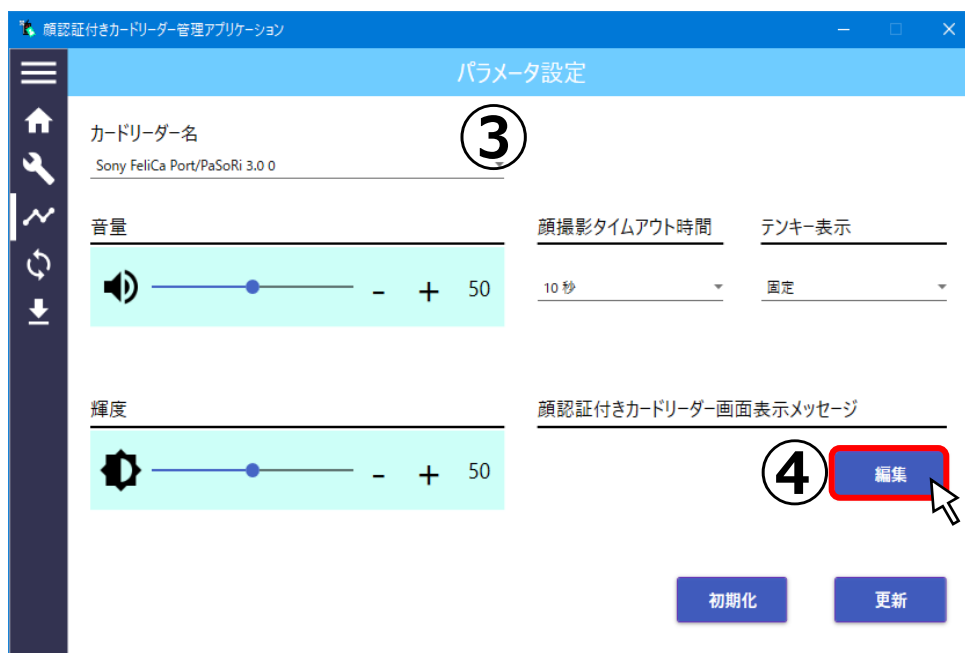 顔認証付きカードリーダー管理アプリケーション
パラメータ設定
③
カードリーダー名
Sony FeliCa Port/PaSoRi 3.0 0
音量
顔撮影タイムアウト時間
テンキー表示
- + 50
10 秒
固定
輝度
顔認証付きカードリーダー画面表示メッセージ
- + 50
④
編集
初期化
更新